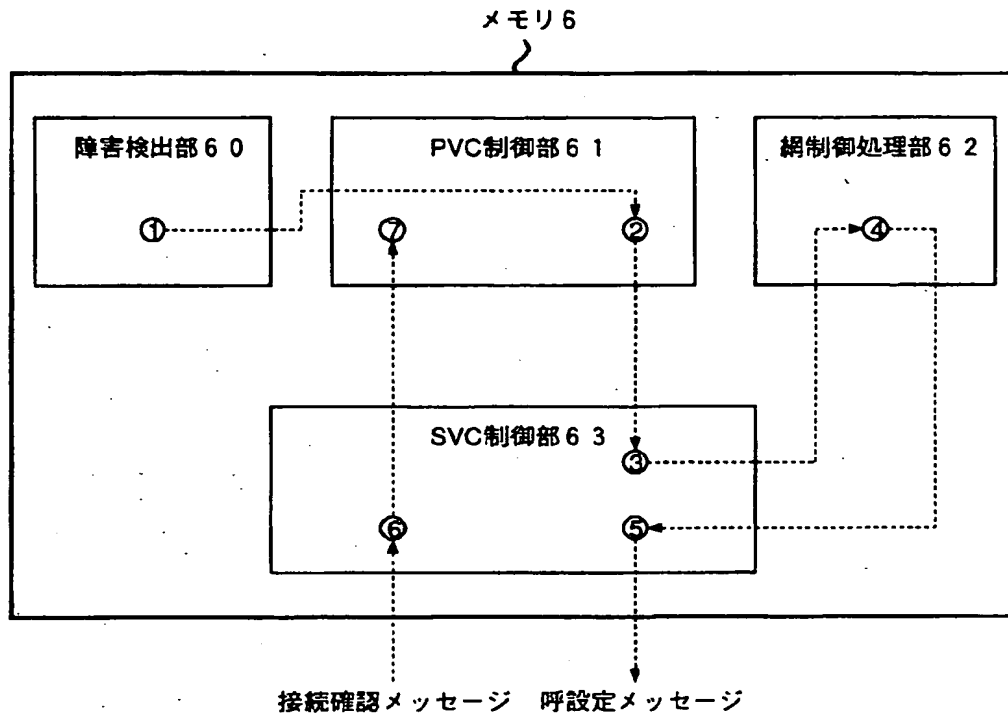 メモリ6
障害検出部60
PVC制御部61
網制御処理部62
①
⑦
②
④
SVC制御部63
③
⑥
⑤
接続確認メッセージ
呼設定メッセージ